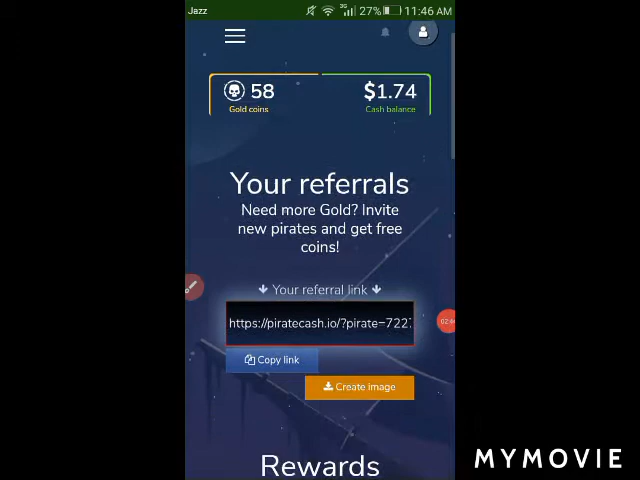 Jazz
3G
27%
11:46 AM
58
$1.74
Gold coins
Cash balance
Your referrals
Need more Gold? Invite
new pirates and get free
coins!
Your referral link
https://piratecash.io/?pirate=722
Copy link
Create image
Rewards
MYMOVIE